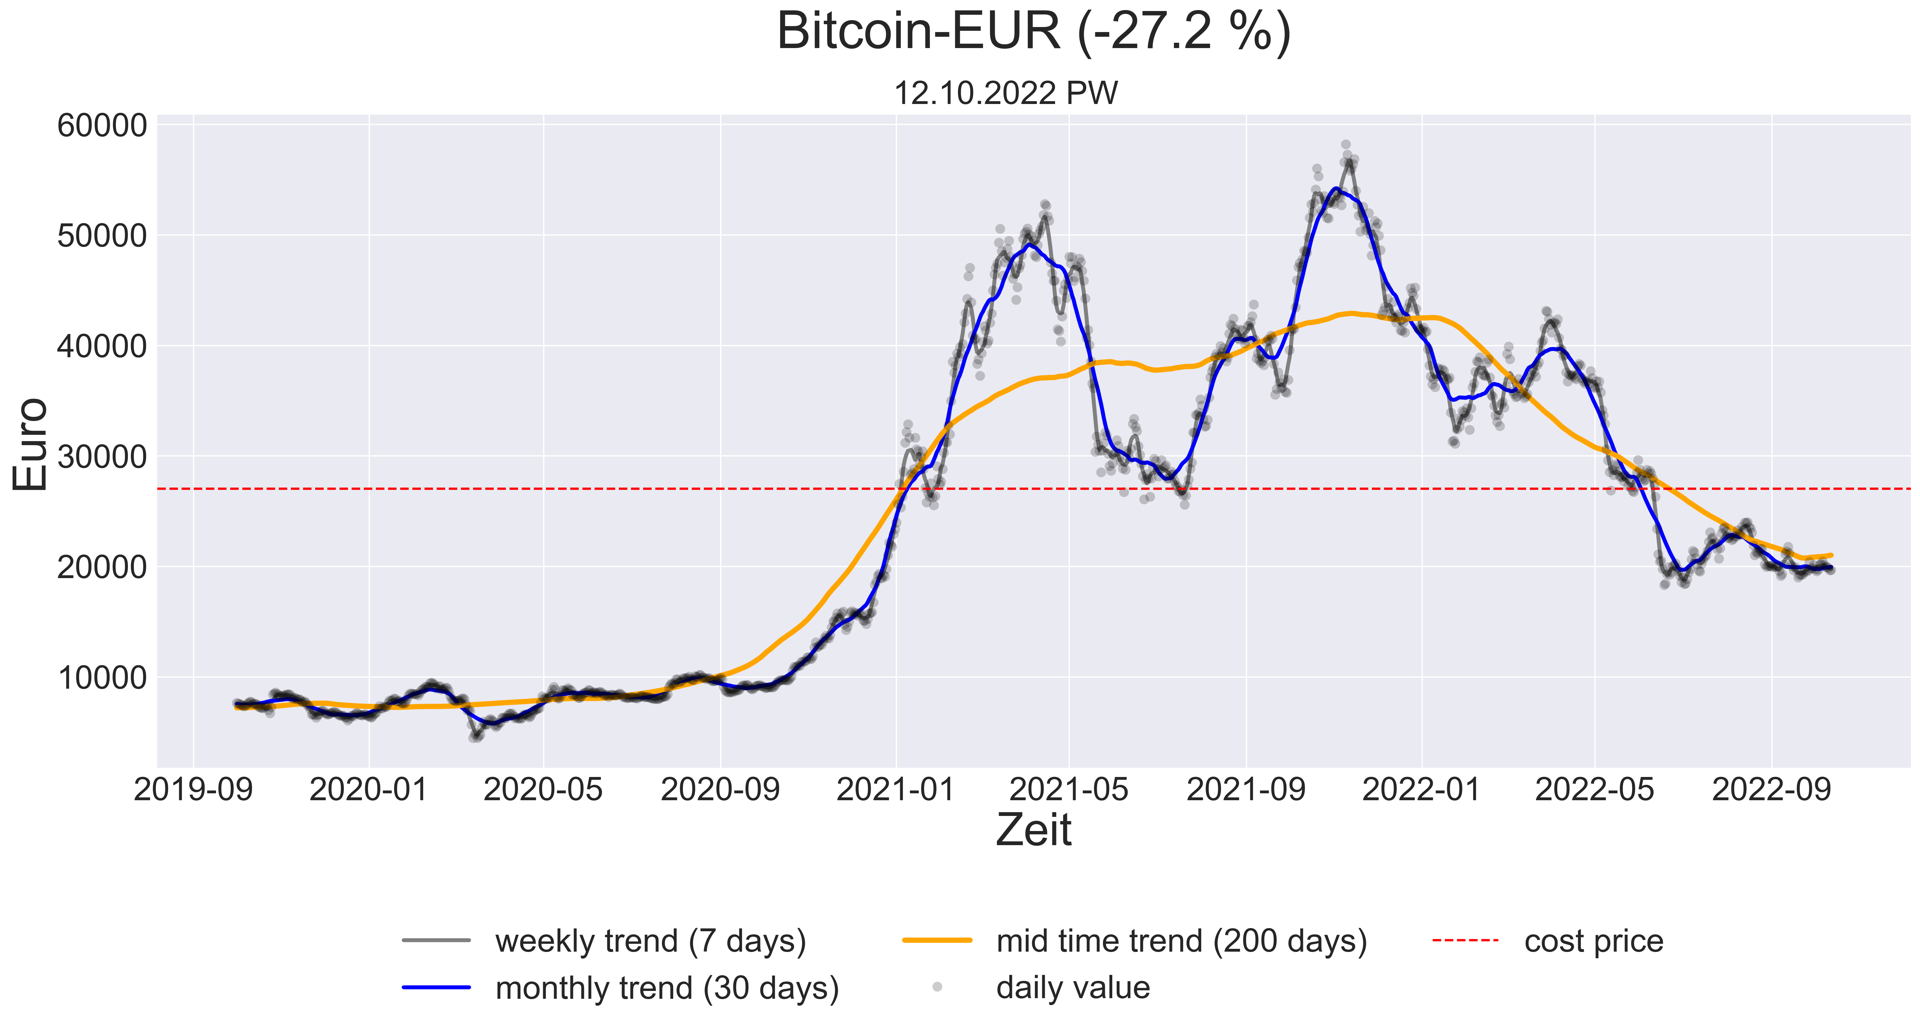 Bitcoin-EUR (-27.2 %)
12.10.2022 PW
Euro
60000
50000
40000
30000
20000
10000
2019-09 2020-01 2020-05 2020-09 2021-01 2021-05 2021-09 2022-01 2022-05 2022-09
Zeit
weekly trend (7 days) mid time trend (200 days) cost price
monthly trend (30 days) daily value